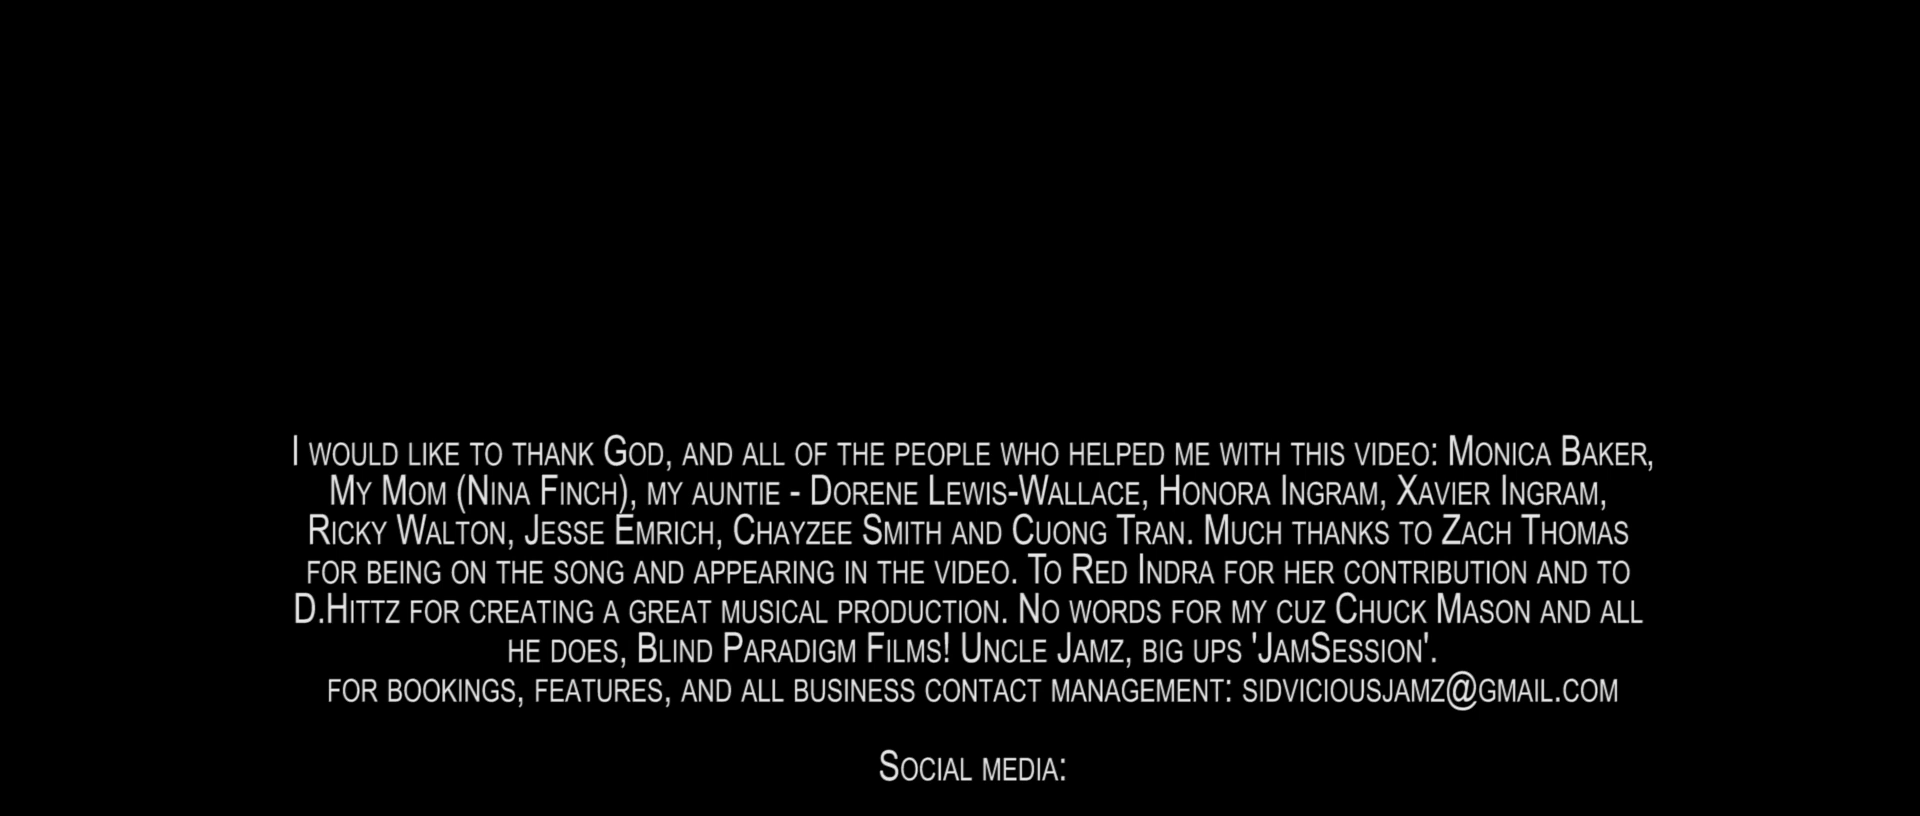 I would like to thank God, and all of the people who helped me with this video: Monica Baker,
My Mom (Nina Finch), my auntie - Dorene Lewis-Wallace, Honora Ingram, Xavier Ingram,
Ricky Walton, Jesse Emrich, Chayzee Smith and Cuong Tran. Much thanks to Zach Thomas
for being on the song and appearing in the video. To Red Indra for her contribution and to
D.Hittz for creating a great musical production. No words for my cuz Chuck Mason and all
he does, Blind Paradigm Films! Uncle Jamz, big ups 'JamSession'.
for bookings, features, and all business contact management: sidviciousjamz@gmail.com
Social media: